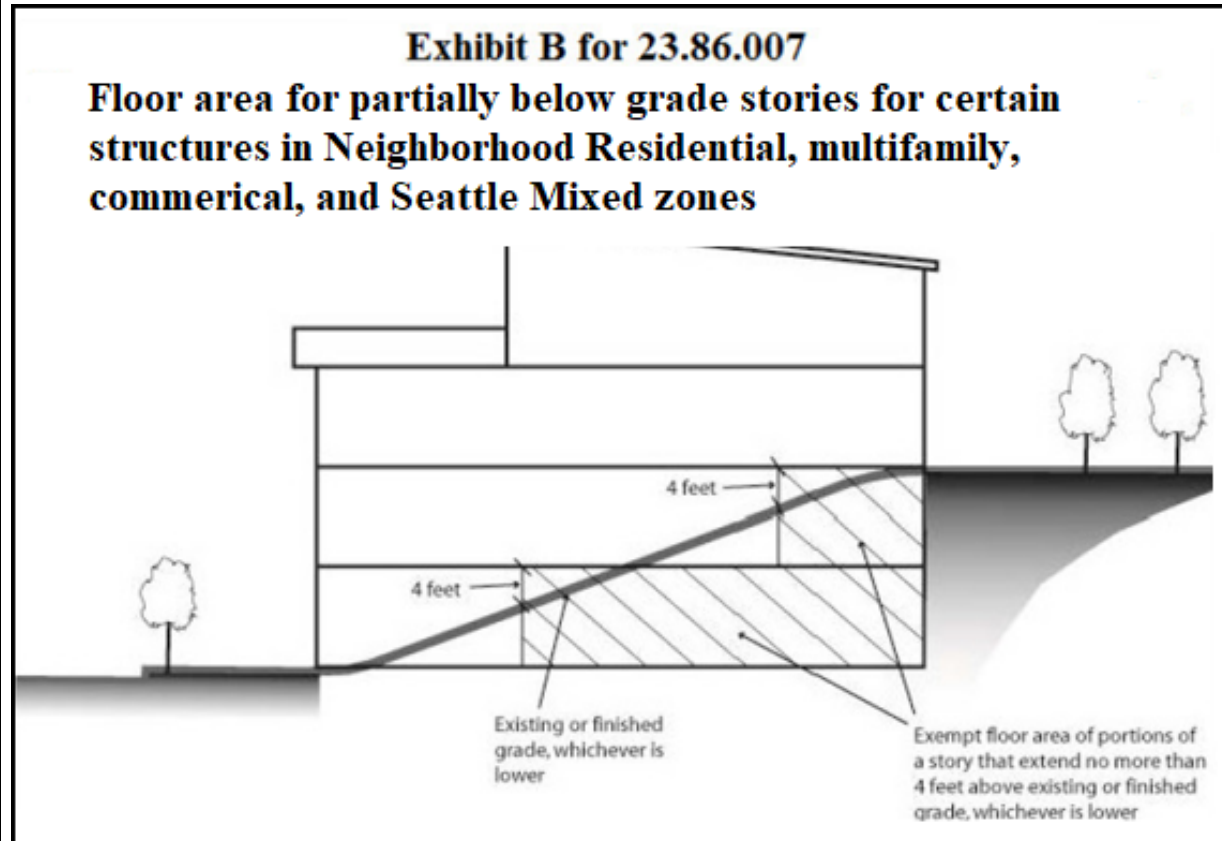 Exhibit B for 23.86.007
Floor area for partially below grade stories for certain
structures in Neighborhood Residential, multifamily,
commerical, and Seattle Mixed zones
4 feet
4 feet
Existing or finished
grade, whichever is
lower
Exempt floor area of portions of
a story that extend no more than
4 feet above existing or finished
grade, whichever is lower